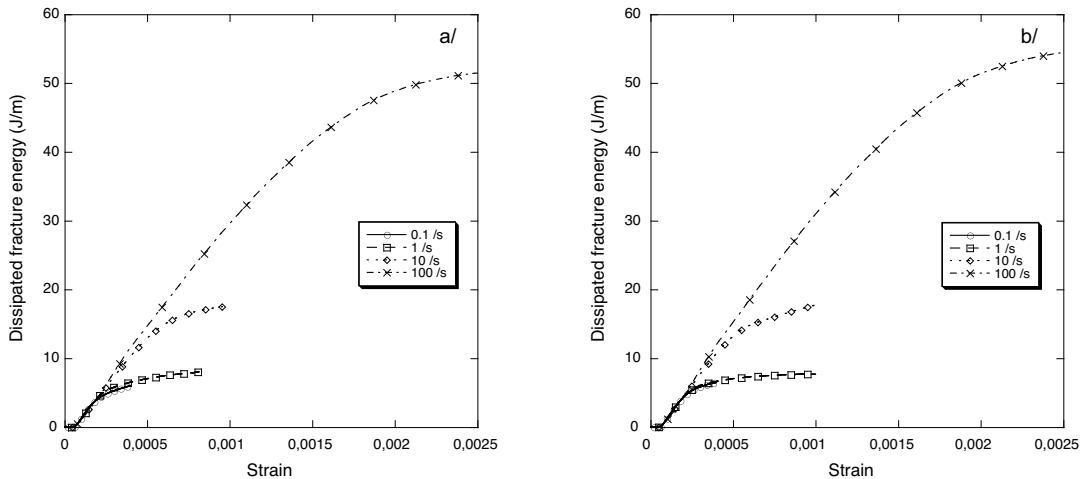 a/
Dissipated fracture energy (J/m)
60
50
40
30
20
10
0
0.1 /s
1 /s
10 /s
100 /s
0
0,0005
0,001
0,0015
0,002
0,0025
Strain
b/
Dissipated fracture energy (J/m)
60
50
40
30
20
10
0
0.1 /s
1 /s
10 /s
100 /s
0
0,0005
0,001
0,0015
0,002
0,0025
Strain